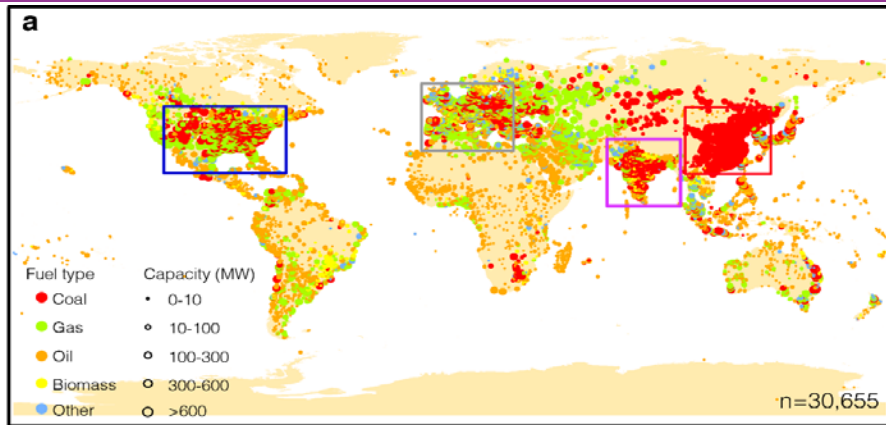 a
Fuel type Capacity (MW)
Coal 0-10
Gas 10-100
Oil 100-300
Biomass 300-600
Other >600
n=30,655